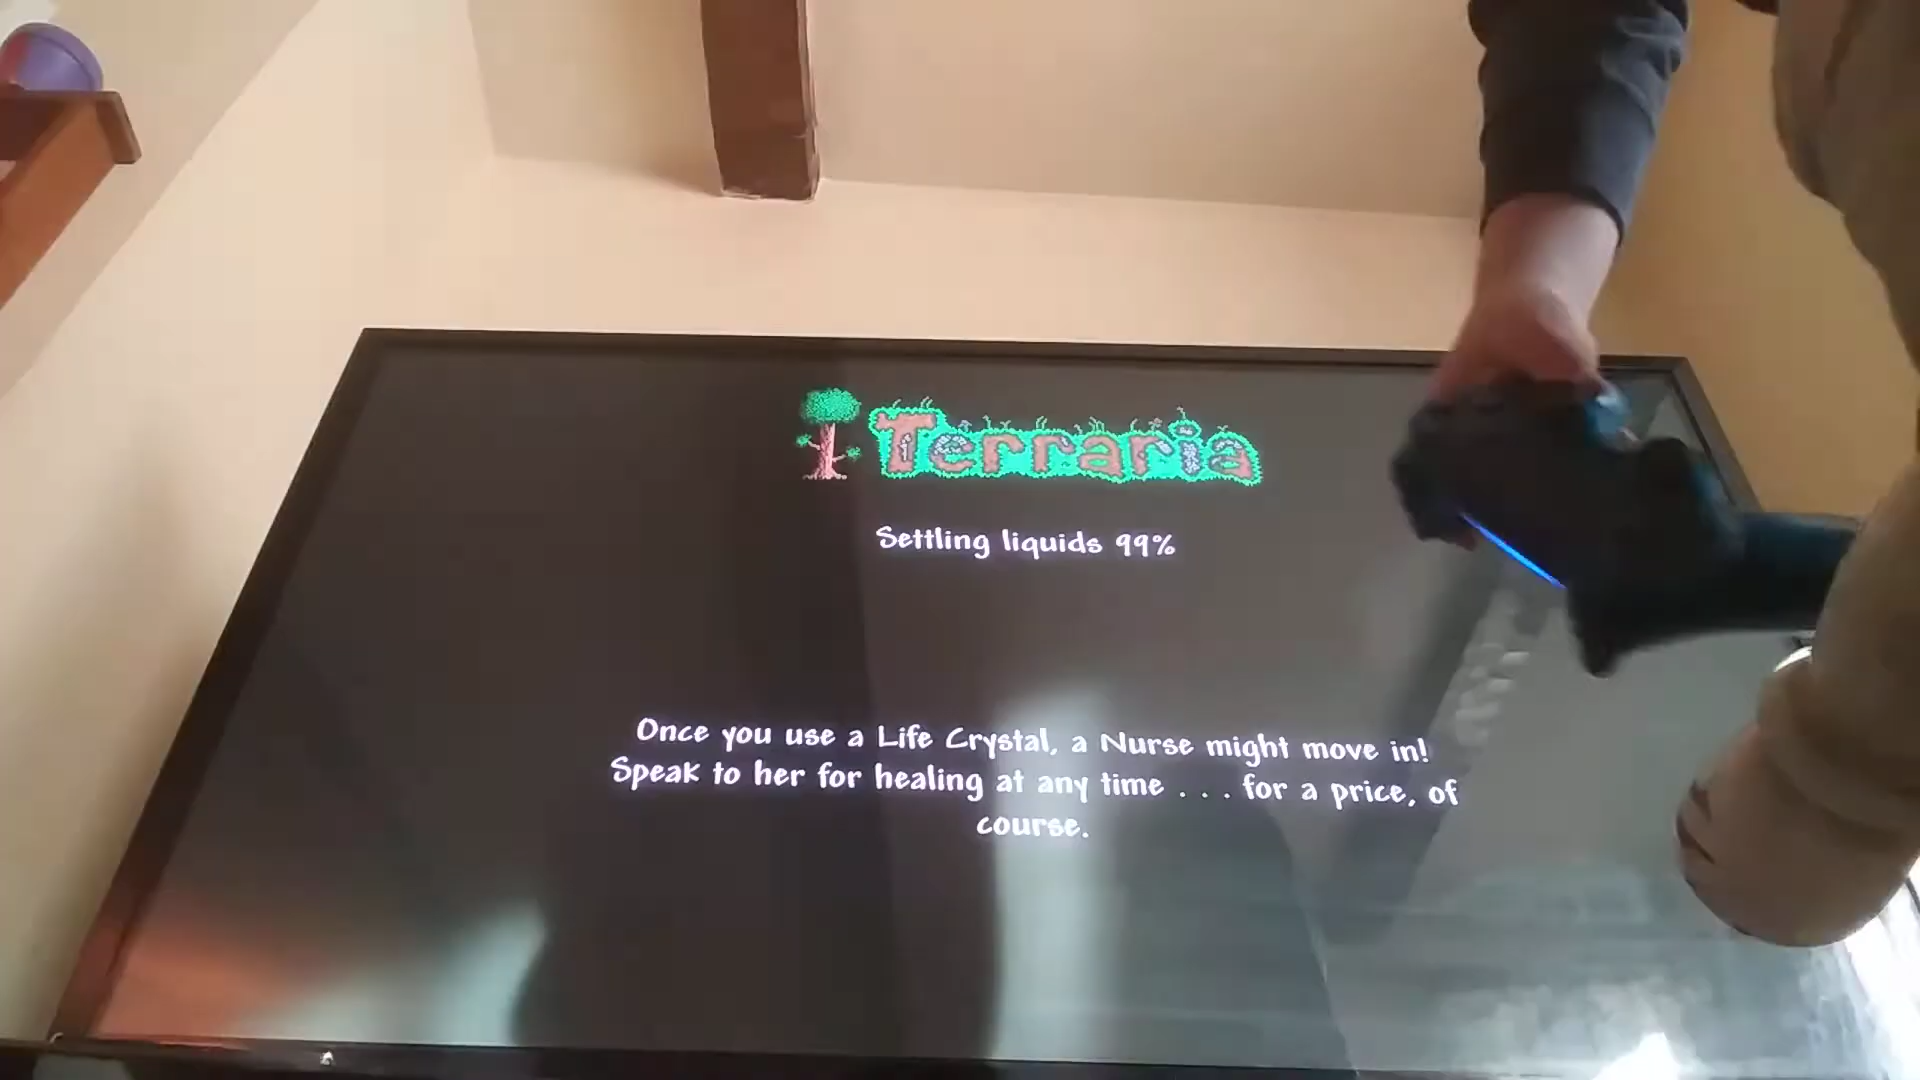 Terraria
Settling liquids 99%
Once you use a Life Crystal, a Nurse might move in!
Speak to her for healing at any time . . . for a price, of
course.